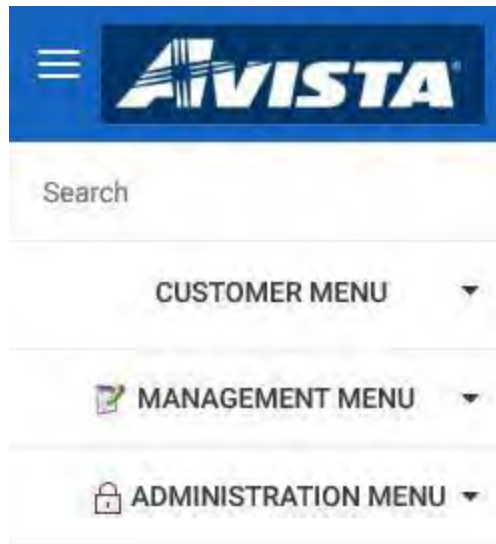 AVISTA
Search
CUSTOMER MENU
MANAGEMENT MENU
ADMINISTRATION MENU